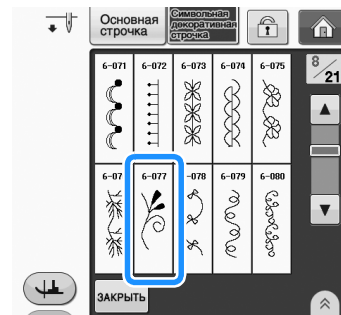 Основная
строчка
Символьная
декоративная
строчка
8/21
6-071 6-072 6-073 6-074 6-075
6-07 6-077 -078 6-079 6-080
ЗАКРЫТЬ